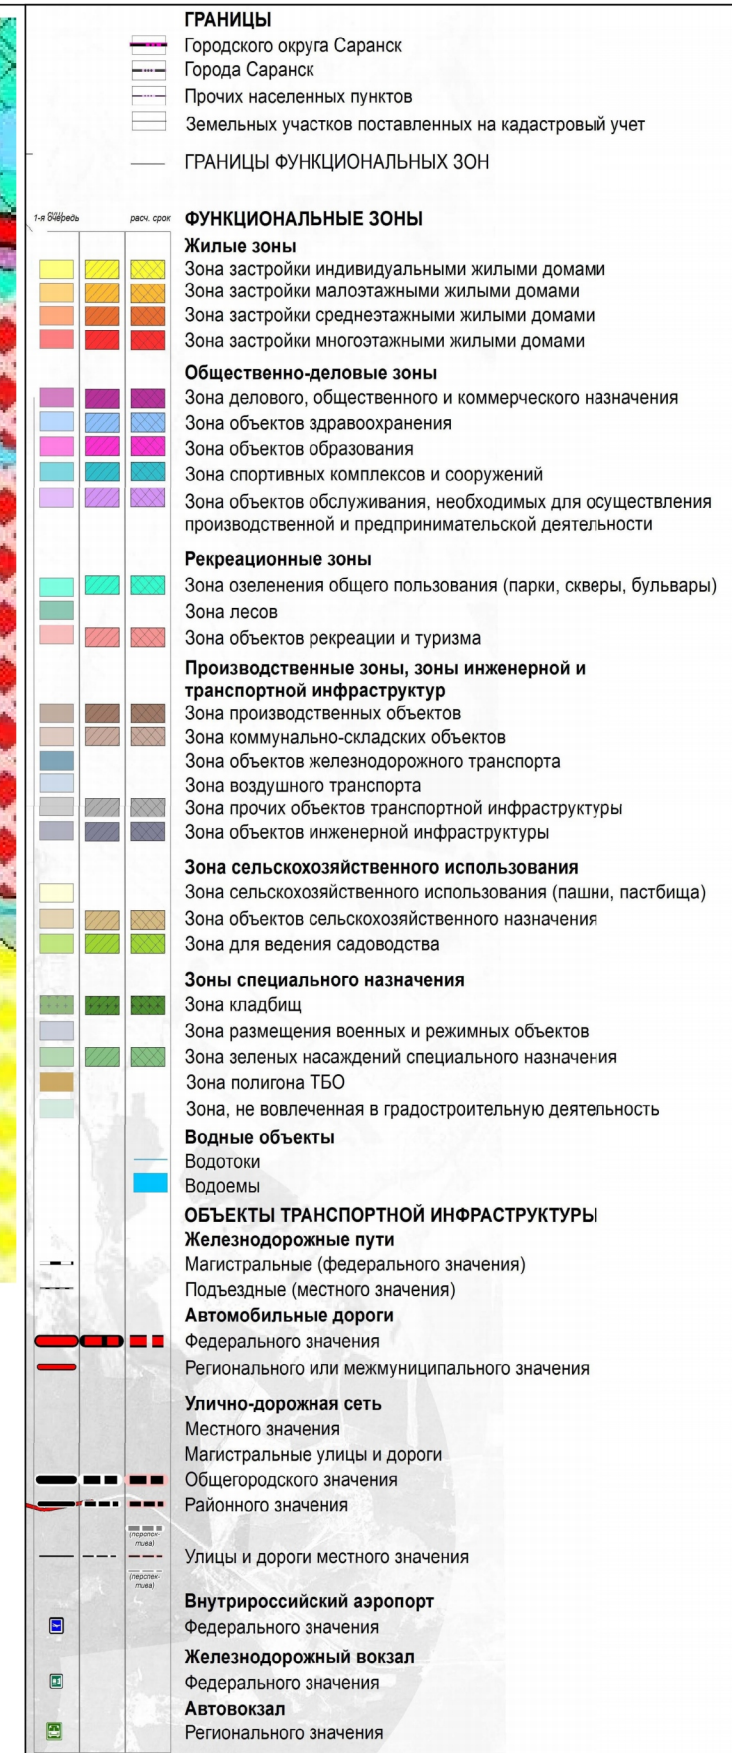 ГРАНИЦЫ
Городского округа Саранск
Города Саранск
Прочих населенных пунктов
Земельных участков поставленных на кадастровый учет
ГРАНИЦЫ ФУНКЦИОНАЛЬНЫХ ЗОН
1-я очередь расч. срок ФУНКЦИОНАЛЬНЫЕ ЗОНЫ
Жилые зоны
Зона застройки индивидуальными жилыми домами
Зона застройки малоэтажными жилыми домами
Зона застройки среднеэтажными жилыми домами
Зона застройки многоэтажными жилыми домами
Общественно-деловые зоны
Зона делового, общественного и коммерческого назначения
Зона объектов здравоохранения
Зона объектов образования
Зона спортивных комплексов и сооружений
Зона объектов обслуживания, необходимых для осуществления
производственной и предпринимательской деятельности
Рекреационные зоны
Зона озеленения общего пользования (парки, скверы, бульвары)
Зона лесов
Зона объектов рекреации и туризма
Производственные зоны, зоны инженерной и
транспортной инфраструктур
Зона производственных объектов
Зона коммунально-складских объектов
Зона объектов железнодорожного транспорта
Зона воздушного транспорта
Зона прочих объектов транспортной инфраструктуры
Зона объектов инженерной инфраструктуры
Зона сельскохозяйственного использования
Зона сельскохозяйственного использования (пашни, пастбища)
Зона объектов сельскохозяйственного назначения
Зона для ведения садоводства
Зоны специального назначения
Зона кладбищ
Зона размещения военных и режимных объектов
Зона зеленых насаждений специального назначения
Зона полигона ТБО
Зона, не вовлеченная в градостроительную деятельность
Водные объекты
Водотоки
Водоемы
ОБЪЕКТЫ ТРАНСПОРТНОЙ ИНФРАСТРУКТУРЫ
Железнодорожные пути
Магистральные (федерального значения)
Подъездные (местного значения)
Автомобильные дороги
Федерального значения
Регионального или межмуниципального значения
Улично-дорожная сеть
Местного значения
Магистральные улицы и дороги
Общегородского значения
Районного значения
(перспек-
тива)
Улицы и дороги местного значения
(перспек-
тива)
Внутрироссийский аэропорт
Федерального значения
Железнодорожный вокзал
Федерального значения
Автовокзал
Регионального значения